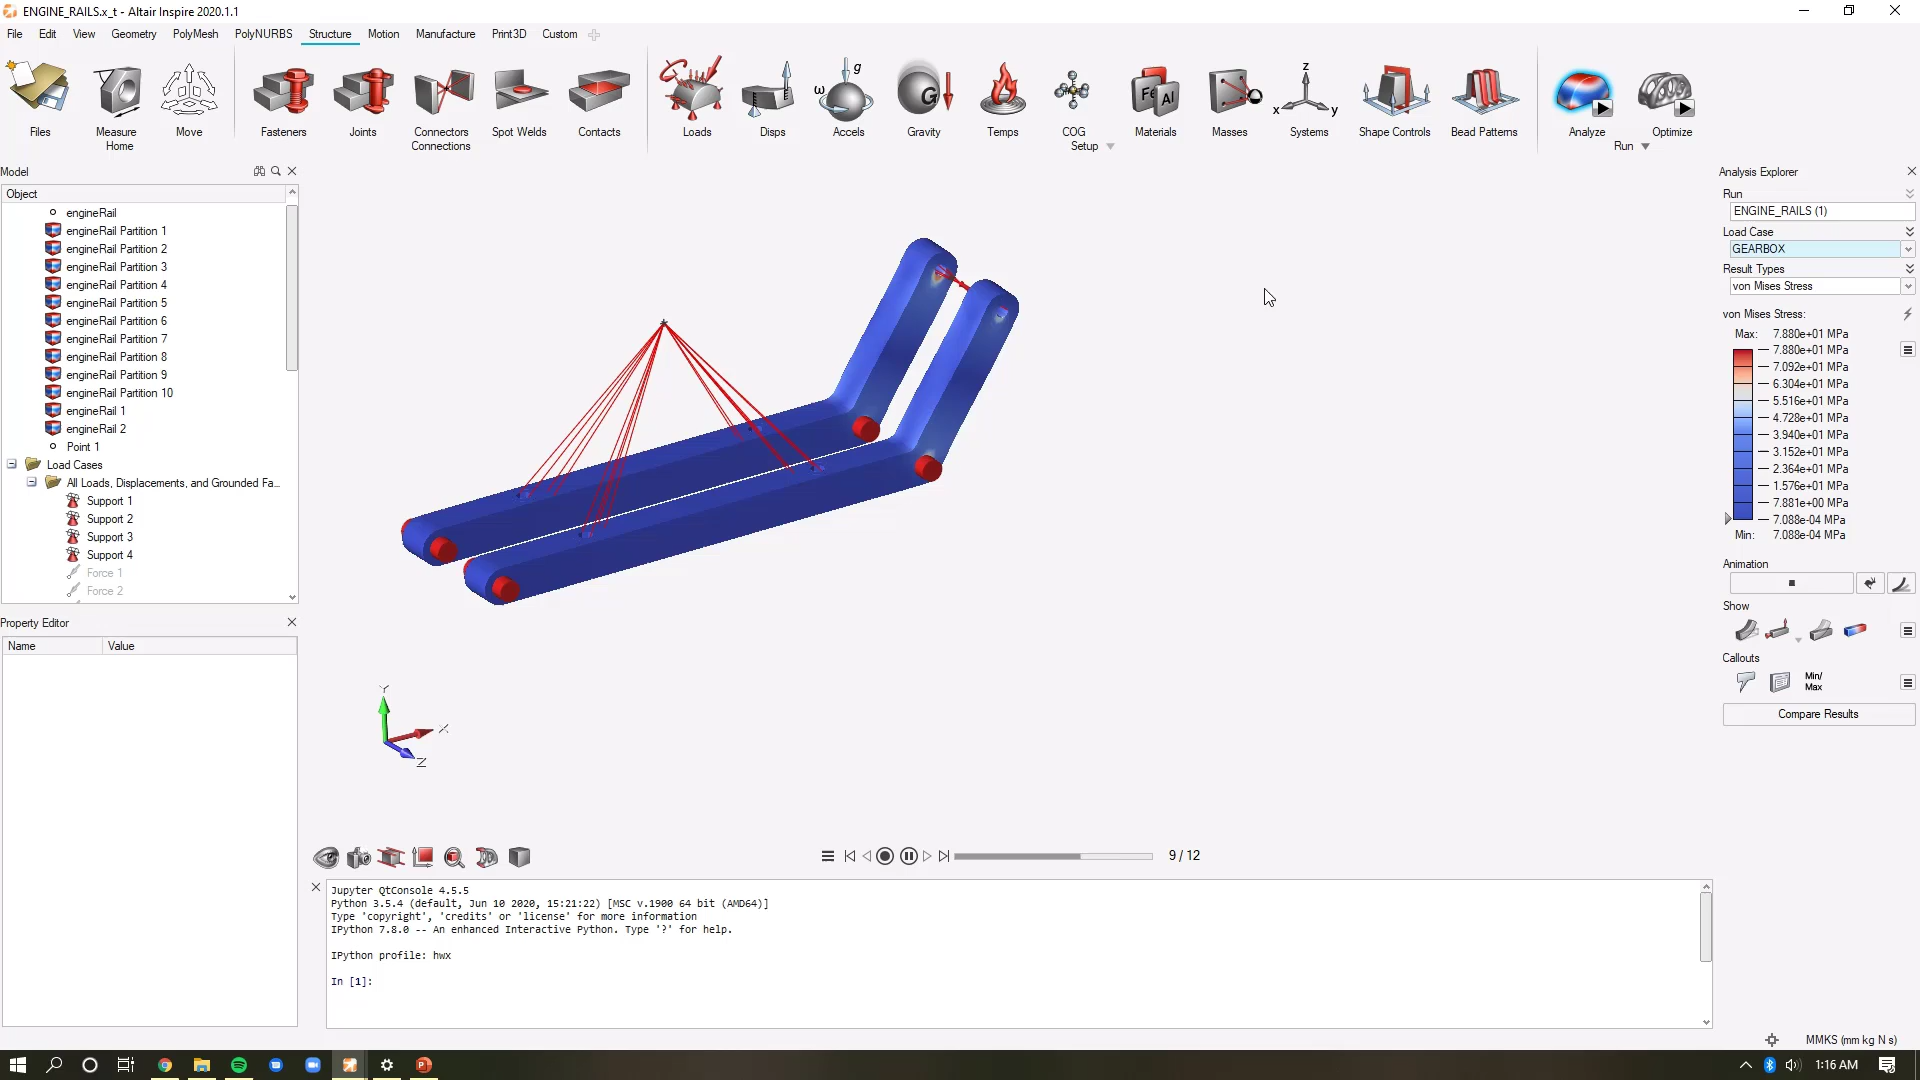 ENGINE_RAILS.x_t - Altair Inspire 2020.1.1
File Edit View Geometry PolyMesh PolyNURBS Structure Motion Manufacture Print3D Custom
Files Measure Move Fasteners Joints Connectors Spot Welds Contacts Loads Disps Accels Gravity Temps COG Materials Masses Systems Shape Controls Bead Patterns Analyze Optimize
Home Connections Setup Run
g
ω
G
Fe
Al
z
x
y
Model
Object
engineRail
engineRail Partition 1
engineRail Partition 2
engineRail Partition 3
engineRail Partition 4
engineRail Partition 5
engineRail Partition 6
engineRail Partition 7
engineRail Partition 8
engineRail Partition 9
engineRail Partition 10
engineRail 1
engineRail 2
Point 1
Load Cases
All Loads, Displacements, and Grounded Fa...
Support 1
Support 2
Support 3
Support 4
Force 1
Force 2
Property Editor
Name Value
Y
X
Z
9 / 12
Jupyter QtConsole 4.5.5
Python 3.5.4 (default, Jun 10 2020, 15:21:22) [MSC v.1900 64 bit (AMD64)]
Type 'copyright', 'credits' or 'license' for more information
IPython 7.8.0 -- An enhanced Interactive Python. Type '?' for help.
IPython profile: hwx
In [1]:
Analysis Explorer
Run
ENGINE_RAILS (1)
Load Case
GEARBOX
Result Types
von Mises Stress
von Mises Stress:
Max: 7.880e+01 MPa
7.880e+01 MPa
7.092e+01 MPa
6.304e+01 MPa
5.516e+01 MPa
4.728e+01 MPa
3.940e+01 MPa
3.152e+01 MPa
2.364e+01 MPa
1.576e+01 MPa
7.881e+00 MPa
7.088e-04 MPa
Min: 7.088e-04 MPa
Animation
Show
Callouts
Min/
Max
Compare Results
MMKS (mm kg N s)
1:16 AM